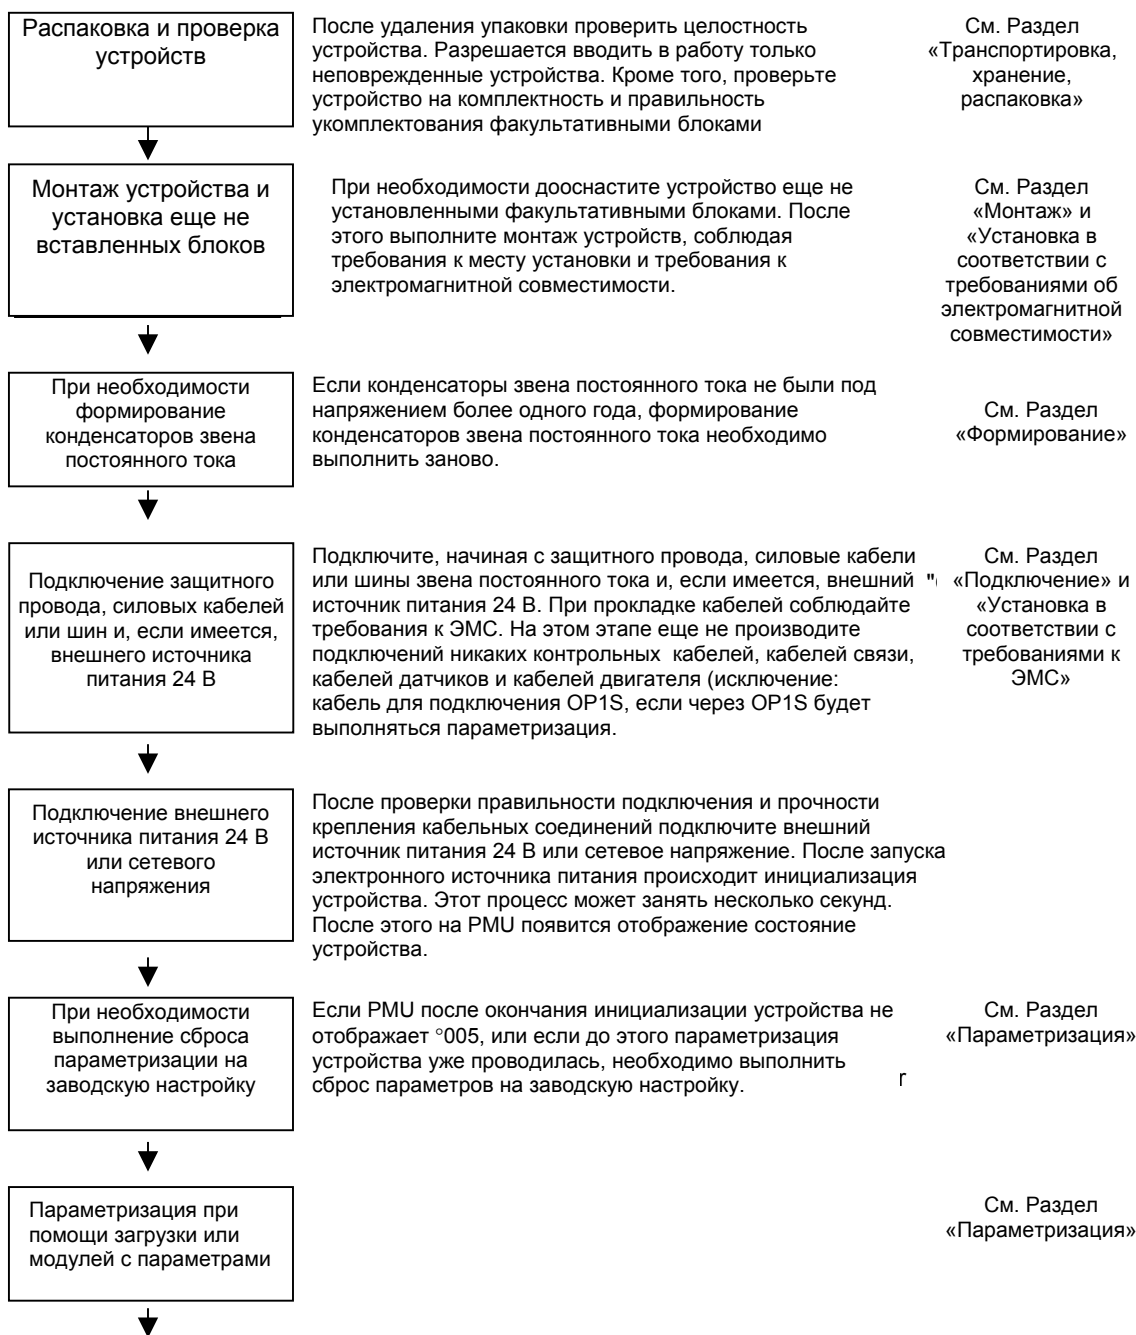 Распаковка и проверка
устройств
После удаления упаковки проверить целостность
устройства. Разрешается вводить в работу только
неповрежденные устройства. Кроме того, проверьте
устройство на комплектность и правильность
укомплектования факультативными блоками
См. Раздел
«Транспортировка,
хранение,
распаковка»
Монтаж устройства и
установка еще не
вставленных блоков
При необходимости дооснастите устройство еще не
установленными факультативными блоками. После
этого выполните монтаж устройств, соблюдая
требования к месту установки и требования к
электромагнитной совместимости.
См. Раздел
«Монтаж» и
«Установка в
соответствии с
требованиями об
электромагнитной
совместимости»
При необходимости
формирование
конденсаторов звена
постоянного тока
Если конденсаторы звена постоянного тока не были под
напряжением более одного года, формирование
конденсаторов звена постоянного тока необходимо
выполнить заново.
См. Раздел
«Формирование»
Подключение защитного
провода, силовых кабелей
или шин и, если имеется,
внешнего источника
питания 24 В
Подключите, начиная с защитного провода, силовые кабели
или шины звена постоянного тока и, если имеется, внешний
источник питания 24 В. При прокладке кабелей соблюдайте
требования к ЭМС. На этом этапе еще не производите
подключений никаких контрольных  кабелей, кабелей связи,
кабелей датчиков и кабелей двигателя (исключение:
кабель для подключения OP1S, если через OP1S будет
выполняться параметризация.
См. Раздел
«Подключение» и
«Установка в
соответствии с
требованиями к
ЭМС»
Подключение внешнего
источника питания 24 В
или сетевого
напряжения
После проверки правильности подключения и прочности
крепления кабельных соединений подключите внешний
источник питания 24 В или сетевое напряжение. После запуска
электронного источника питания происходит инициализация
устройства. Этот процесс может занять несколько секунд.
После этого на PMU появится отображение состояние
устройства.
При необходимости
выполнение сброса
параметризации на
заводскую настройку
Если PMU после окончания инициализации устройства не
отображает °005, или если до этого параметризация
устройства уже проводилась, необходимо выполнить
сброс параметров на заводскую настройку.
r
См. Раздел
«Параметризация»
Параметризация при
помощи загрузки или
модулей с параметрами
См. Раздел
«Параметризация»